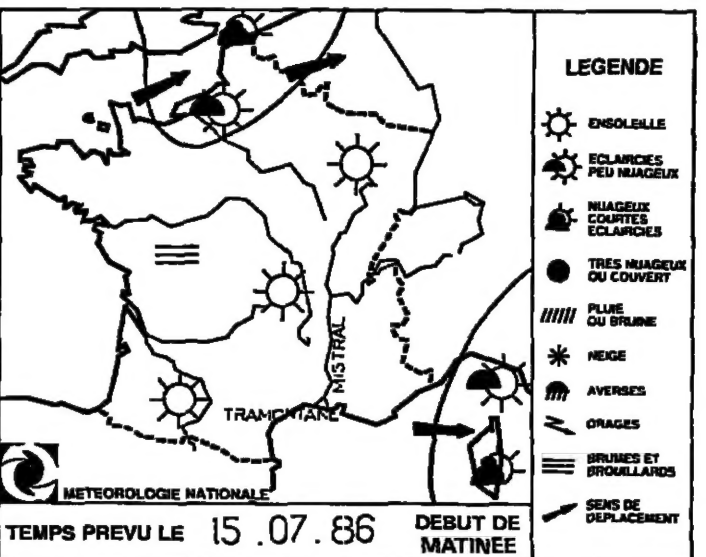 LEGENDE
ENSOLEILLE
ECLAIRCIES
PEU NUAGEUX
NUAGEUX
COURTES
ECLAIRCIES
TRES NUAGEUX
OU COUVERT
PLUIE
OU BRUINE
NEIGE
AVERSES
ORAGES
BRUMES ET
BROUILLARDS
SENS DE
DEPLACEMENT
MISTRAL
TRAMONTANE
METEOROLOGIE NATIONALE
TEMPS PREVU LE 15.07.86 DEBUT DE
MATINEE